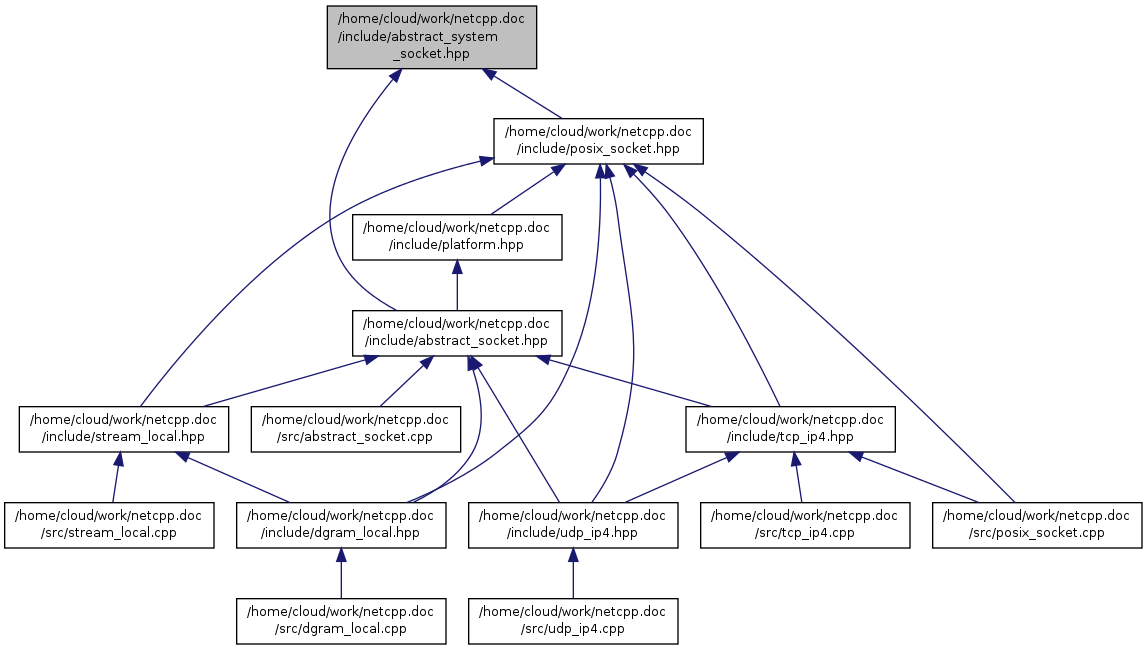 /home/cloud/work/netcpp.doc
/include/abstract_system
_socket.hpp
/home/cloud/work/netcpp.doc
/include/posix_socket.hpp
/home/cloud/work/netcpp.doc
/include/platform.hpp
/home/cloud/work/netcpp.doc
/include/abstract_socket.hpp
/home/cloud/work/netcpp.doc
/include/stream_local.hpp
/home/cloud/work/netcpp.doc
/src/abstract_socket.cpp
/home/cloud/work/netcpp.doc
/include/tcp_ip4.hpp
/home/cloud/work/netcpp.doc
/src/stream_local.cpp
/home/cloud/work/netcpp.doc
/include/dgram_local.hpp
/home/cloud/work/netcpp.doc
/include/udp_ip4.hpp
/home/cloud/work/netcpp.doc
/src/tcp_ip4.cpp
/home/cloud/work/netcpp.doc
/src/posix_socket.cpp
/home/cloud/work/netcpp.doc
/src/dgram_local.cpp
/home/cloud/work/netcpp.doc
/src/udp_ip4.cpp